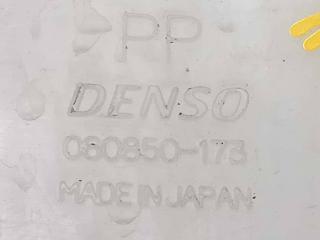 PP
DENSO
060850-173
MADE IN JAPAN